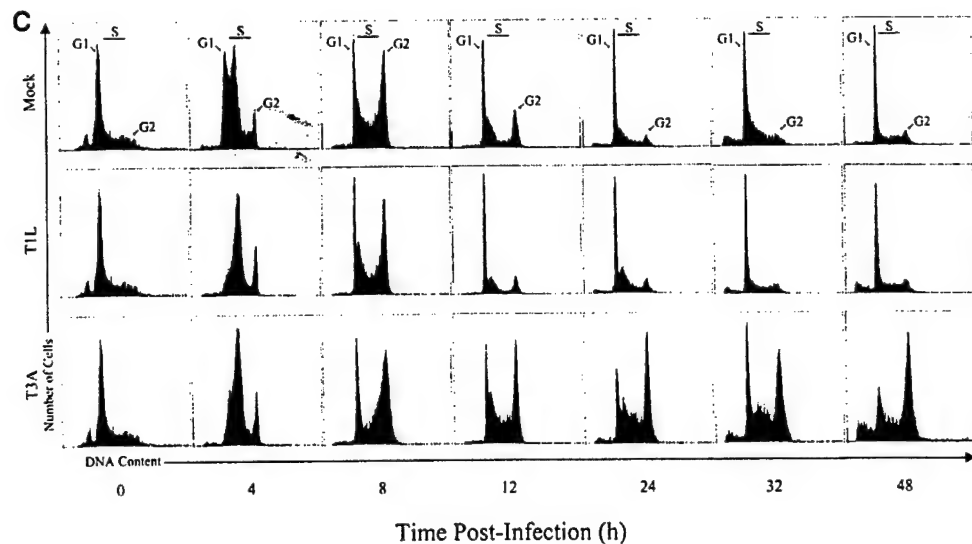 C
S
G1
G2
S
G1
G2
S
G1
G2
S
G1
G2
S
G1
G2
S
G1
G2
S
G1
G2
Mock
T1L
T3A
Number of Cells
DNA Content
0 4 8 12 24 32 48
Time Post-Infection (h)